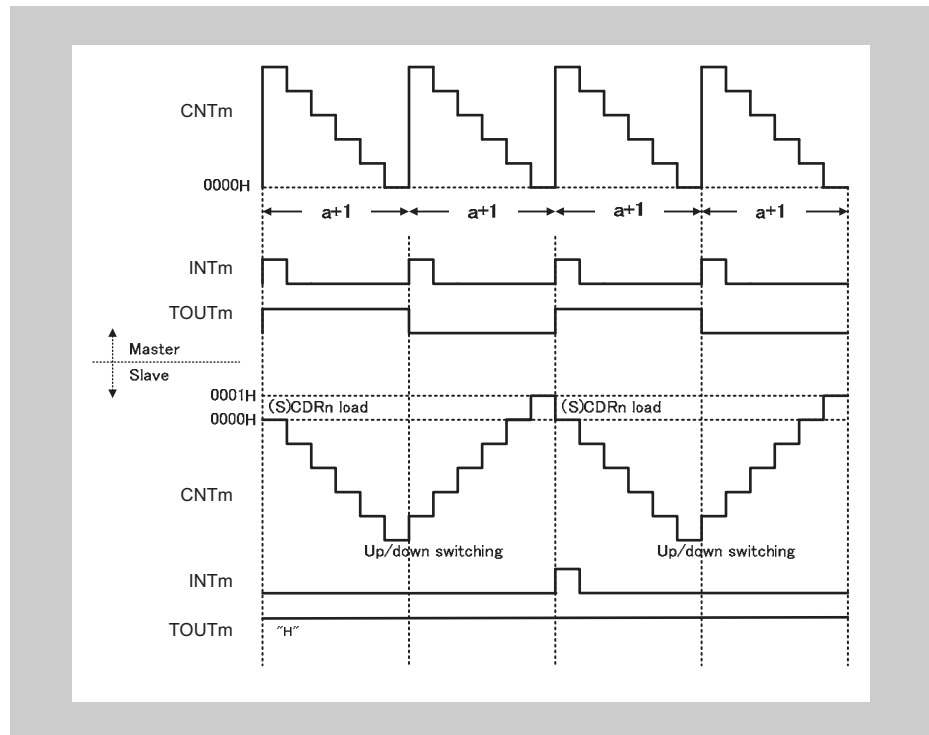 CNTm
0000H
a+1 a+1 a+1 a+1
INTm
TOUTm
Master
Slave
0001H
(S)CDRn load (S)CDRn load
0000H
CNTm
Up/down switching Up/down switching
INTm
TOUTm
"H"